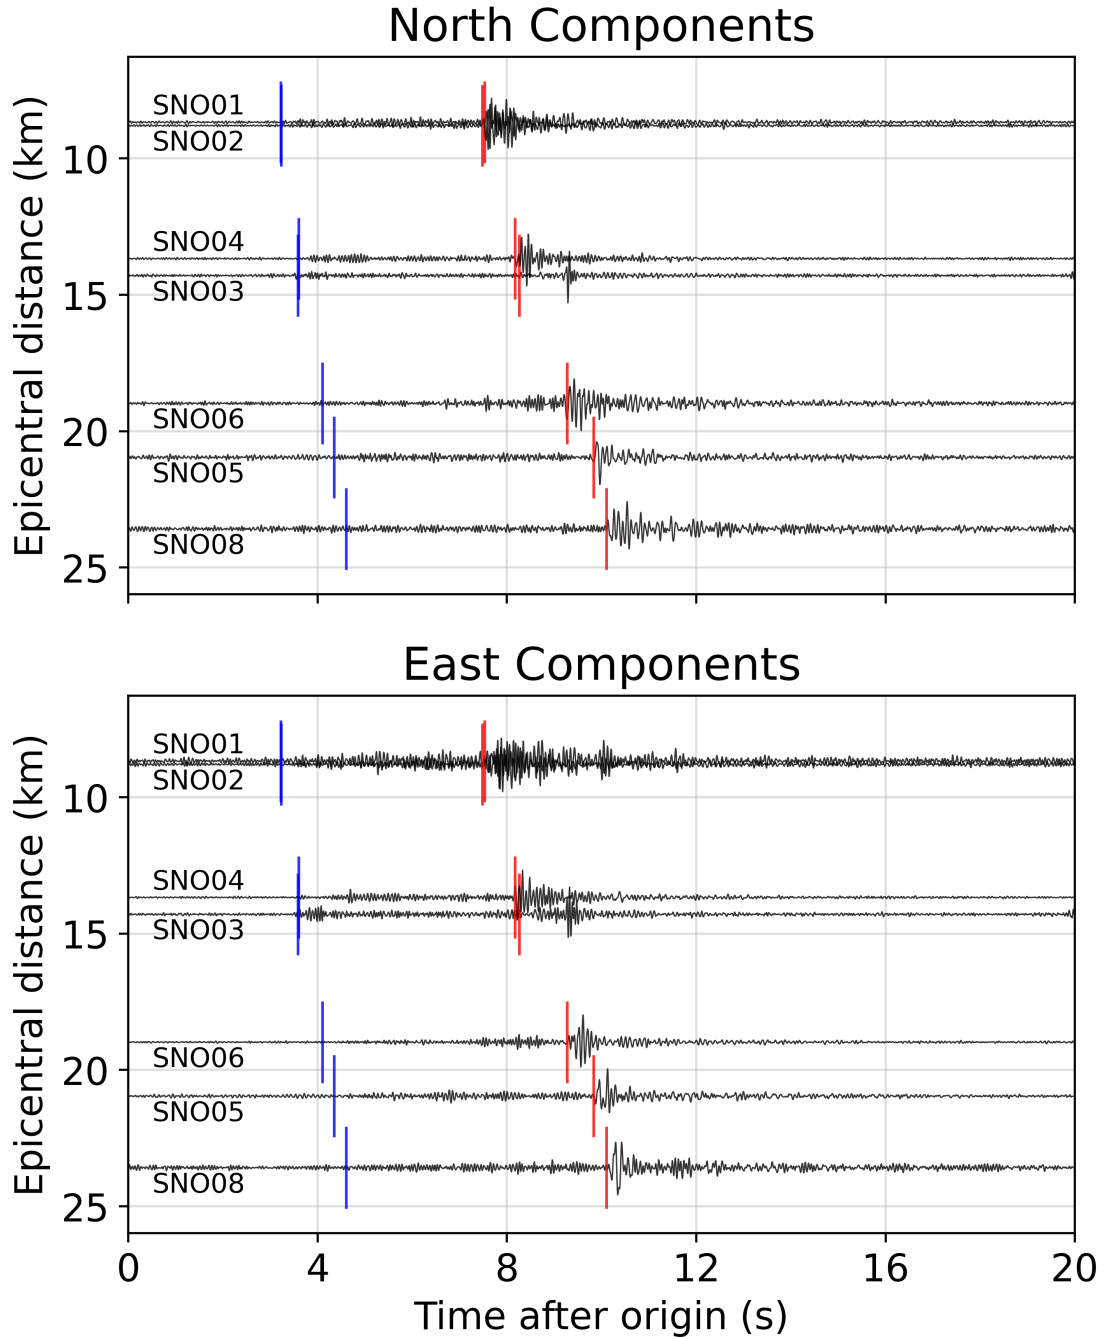 North Components
Epicentral distance (km)
SNO01
SNO02
10
SNO04
SNO03
15
SNO06
20
SNO05
SNO08
25
East Components
Epicentral distance (km)
SNO01
SNO02
10
SNO04
SNO03
15
SNO06
20
SNO05
SNO08
25
0 4 8 12 16 20
Time after origin (s)